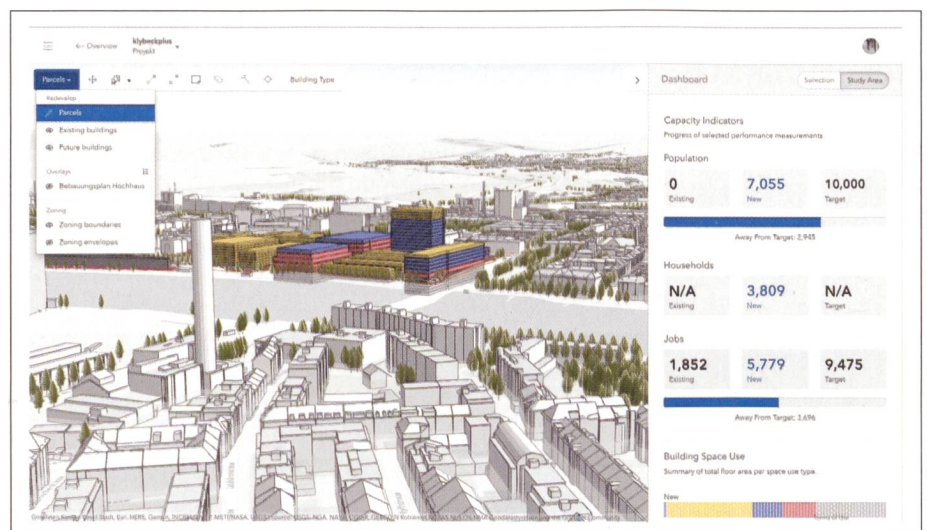 ← Overview
klybeckplus
Projekt
Parcels
Building Type
Redevelop
Parcels
Existing buildings
Future buildings
Overlays
Bebauungsplan Hochhaus
Zoning
Zoning boundaries
Zoning envelopes
Dashboard
Selection
Study Area
Capacity Indicators
Progress of selected performance measurements
Population
0
7,055
10,000
Existing
New
Target
Away From Target: 2,945
Households
N/A
3,809
N/A
Existing
New
Target
Jobs
1,852
5,779
9,475
Existing
New
Target
Away From Target: 3,696
Building Space Use
Summary of total floor area per space use type.
New